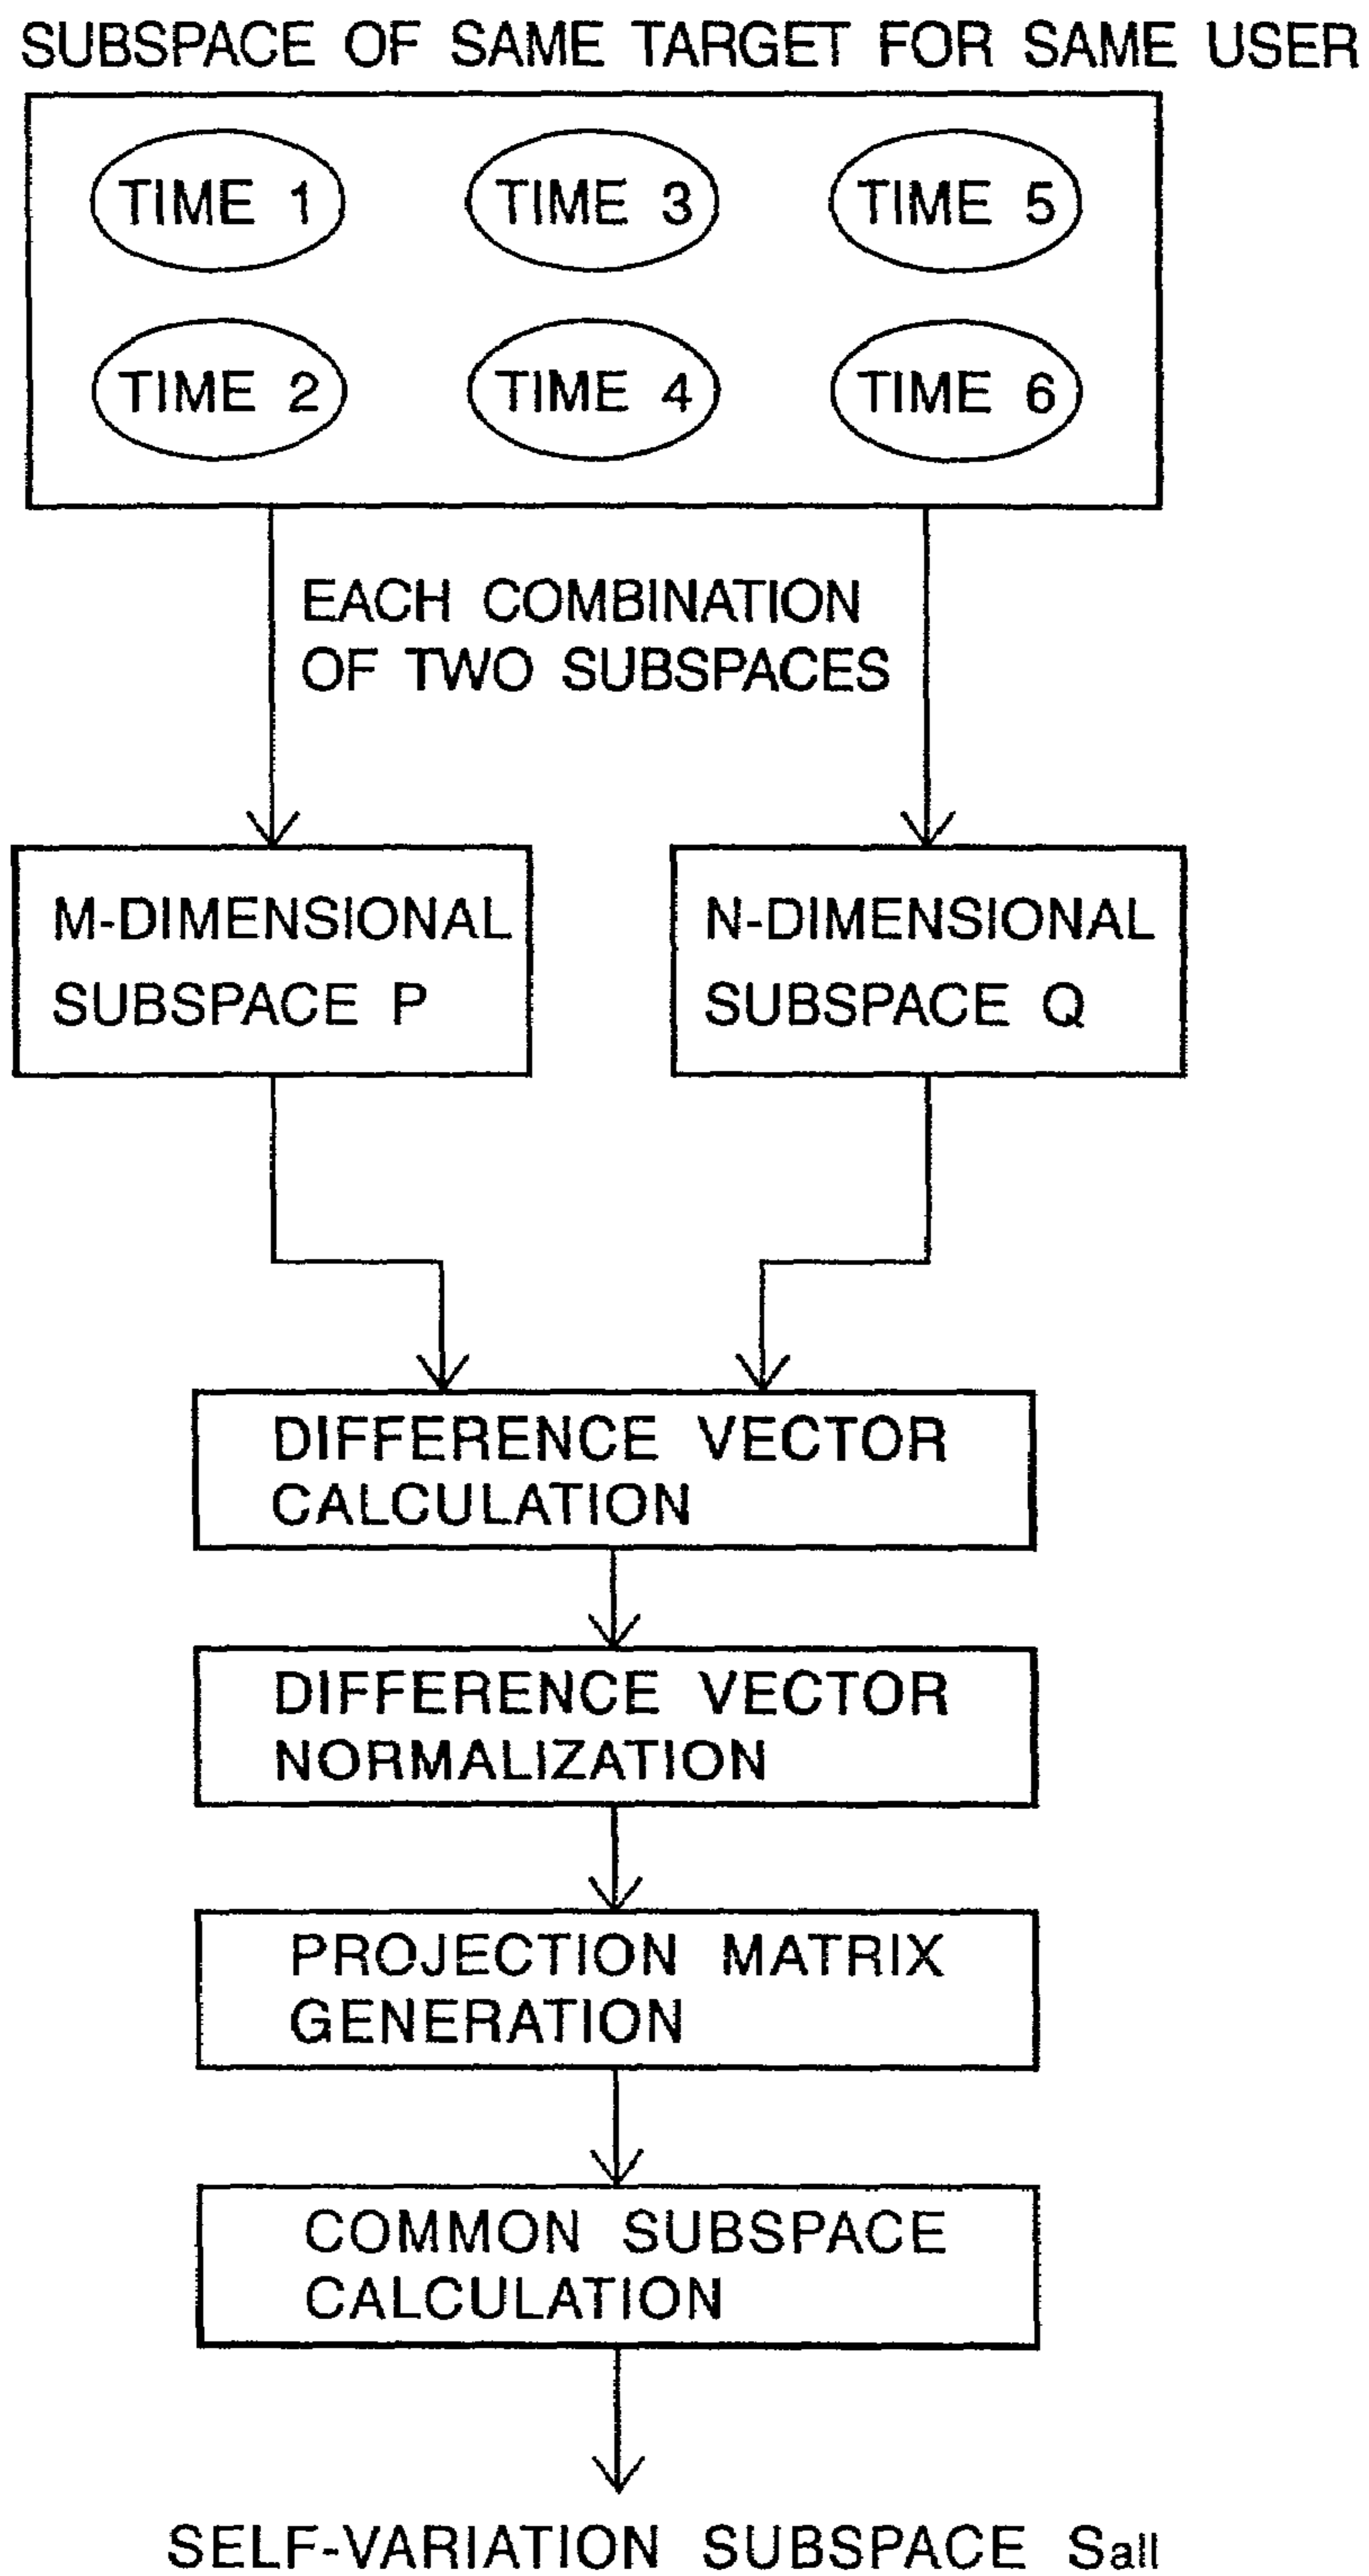 SUBSPACE OF SAME TARGET FOR SAME USER
TIME 1
TIME 3
TIME 5
TIME 2
TIME 4
TIME 6
EACH COMBINATION
OF TWO SUBSPACES
M-DIMENSIONAL
SUBSPACE P
N-DIMENSIONAL
SUBSPACE Q
DIFFERENCE VECTOR
CALCULATION
DIFFERENCE VECTOR
NORMALIZATION
PROJECTION MATRIX
GENERATION
COMMON SUBSPACE
CALCULATION
SELF-VARIATION SUBSPACE Sall